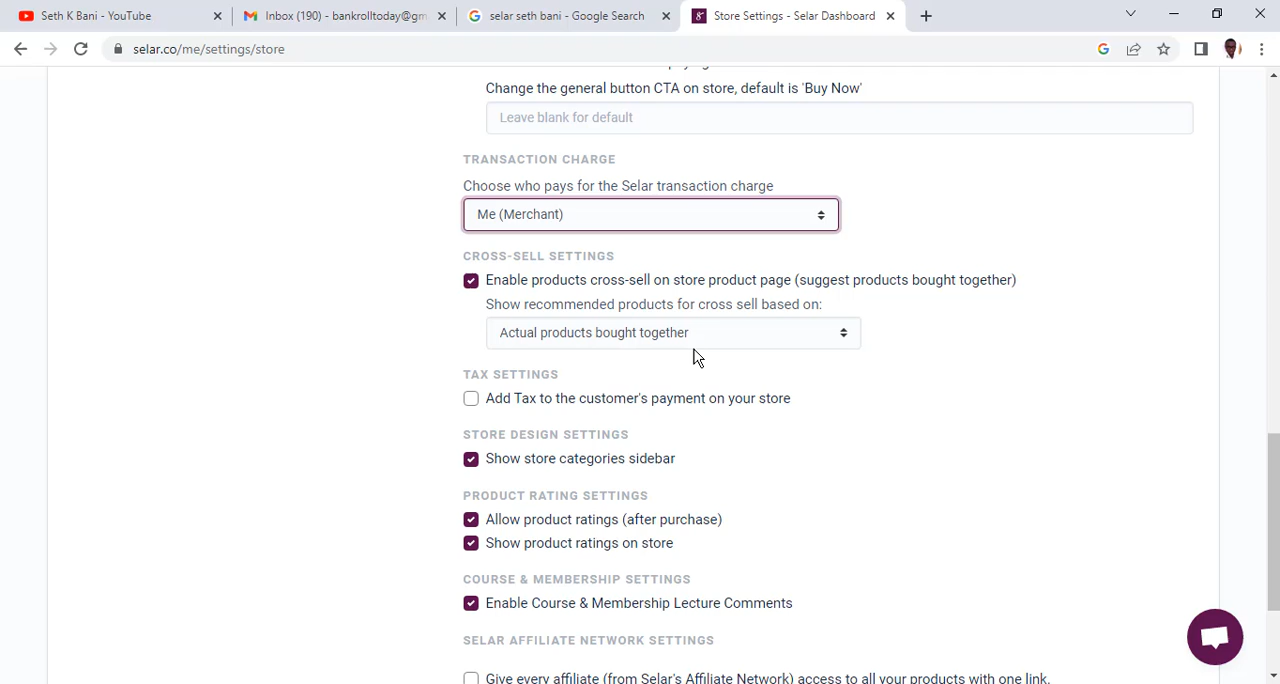 Seth K Bani - YouTube
Inbox (190) - bankrolltoday@gm
selar seth bani - Google Search
Store Settings - Selar Dashboard
selar.co/me/settings/store
Change the general button CTA on store, default is 'Buy Now'
Leave blank for default
TRANSACTION CHARGE
Choose who pays for the Selar transaction charge
Me (Merchant)
CROSS-SELL SETTINGS
Enable products cross-sell on store product page (suggest products bought together)
Show recommended products for cross sell based on:
Actual products bought together
TAX SETTINGS
Add Tax to the customer's payment on your store
STORE DESIGN SETTINGS
Show store categories sidebar
PRODUCT RATING SETTINGS
Allow product ratings (after purchase)
Show product ratings on store
COURSE & MEMBERSHIP SETTINGS
Enable Course & Membership Lecture Comments
SELAR AFFILIATE NETWORK SETTINGS
Give every affiliate (from Selar's Affiliate Network) access to all your products with one link.